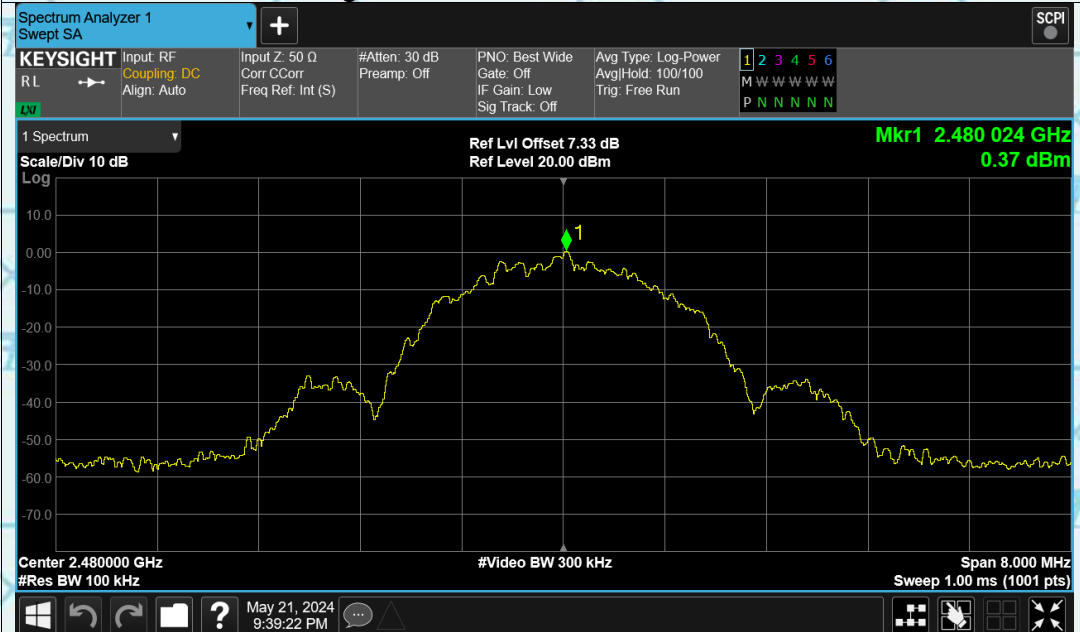 Spectrum Analyzer 1
Swept SA
SCPI
KEYSIGHT
RL
LXI
Input: RF
Coupling: DC
Align: Auto
Input Z: 50 Ω
Corr CCorr
Freq Ref: Int (S)
#Atten: 30 dB
Preamp: Off
PNO: Best Wide
Gate: Off
IF Gain: Low
Sig Track: Off
Avg Type: Log-Power
Avg|Hold: 100/100
Trig: Free Run
1 2 3 4 5 6
M W W W W W
P N N N N N
1 Spectrum
Scale/Div 10 dB
Log
Ref Lvl Offset 7.33 dB
Ref Level 20.00 dBm
Mkr1 2.480 024 GHz
0.37 dBm
1
10.0
0.00
-10.0
-20.0
-30.0
-40.0
-50.0
-60.0
-70.0
Center 2.480000 GHz
#Video BW 300 kHz
Span 8.000 MHz
#Res BW 100 kHz
Sweep 1.00 ms (1001 pts)
May 21, 2024
9:39:22 PM